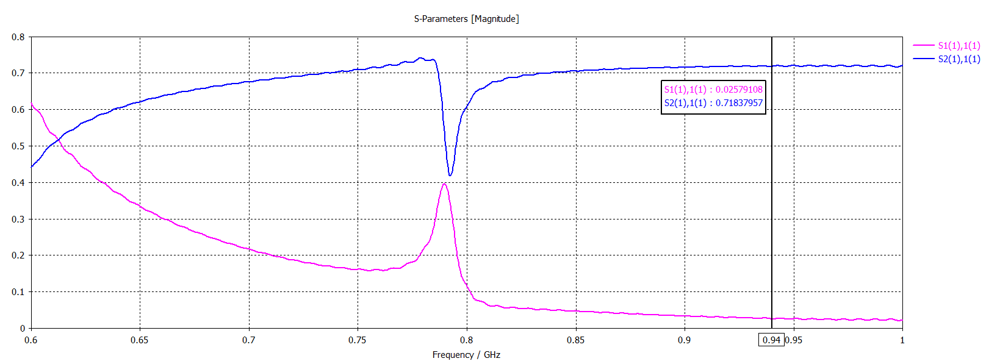 S-Parameters [Magnitude]
0.8
0.7
0.6
0.5
0.4
0.3
0.2
0.1
0
S1(1),1(1)
S2(1),1(1)
S1(1),1(1) : 0.02579108
S2(1),1(1) : 0.71837957
0.6 0.65 0.7 0.75 0.8 0.85 0.9 0.94 0.95 1
Frequency / GHz